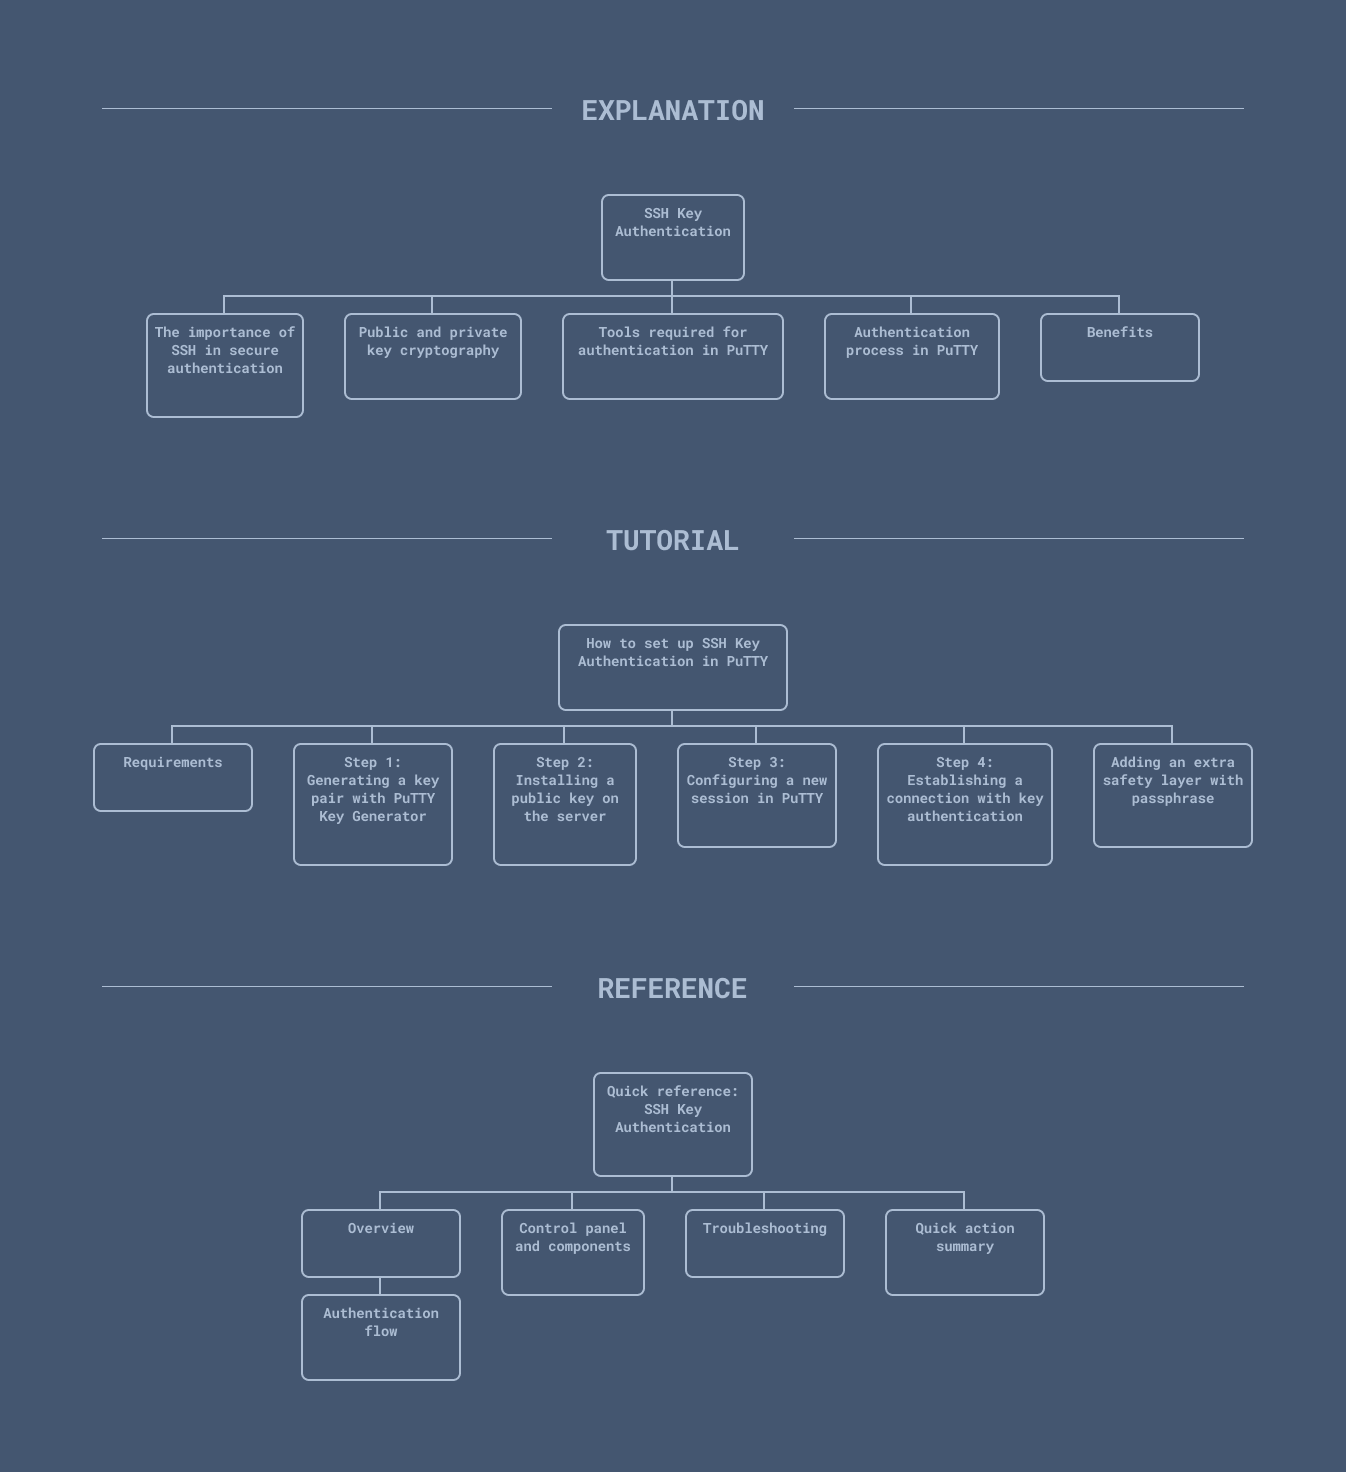 EXPLANATION
SSH Key
Authentication
The importance of
SSH in secure
authentication
Public and private
key cryptography
Tools required for
authentication in PuTTY
Authentication
process in PuTTY
Benefits
TUTORIAL
How to set up SSH Key
Authentication in PuTTY
Requirements
Step 1:
Generating a key
pair with PuTTY
Key Generator
Step 2:
Installing a
public key on
the server
Step 3:
Configuring a new
session in PuTTY
Step 4:
Establishing a
connection with key
authentication
Adding an extra
safety layer with
passphrase
REFERENCE
Quick reference:
SSH Key
Authentication
Overview
Authentication
flow
Control panel
and components
Troubleshooting
Quick action
summary